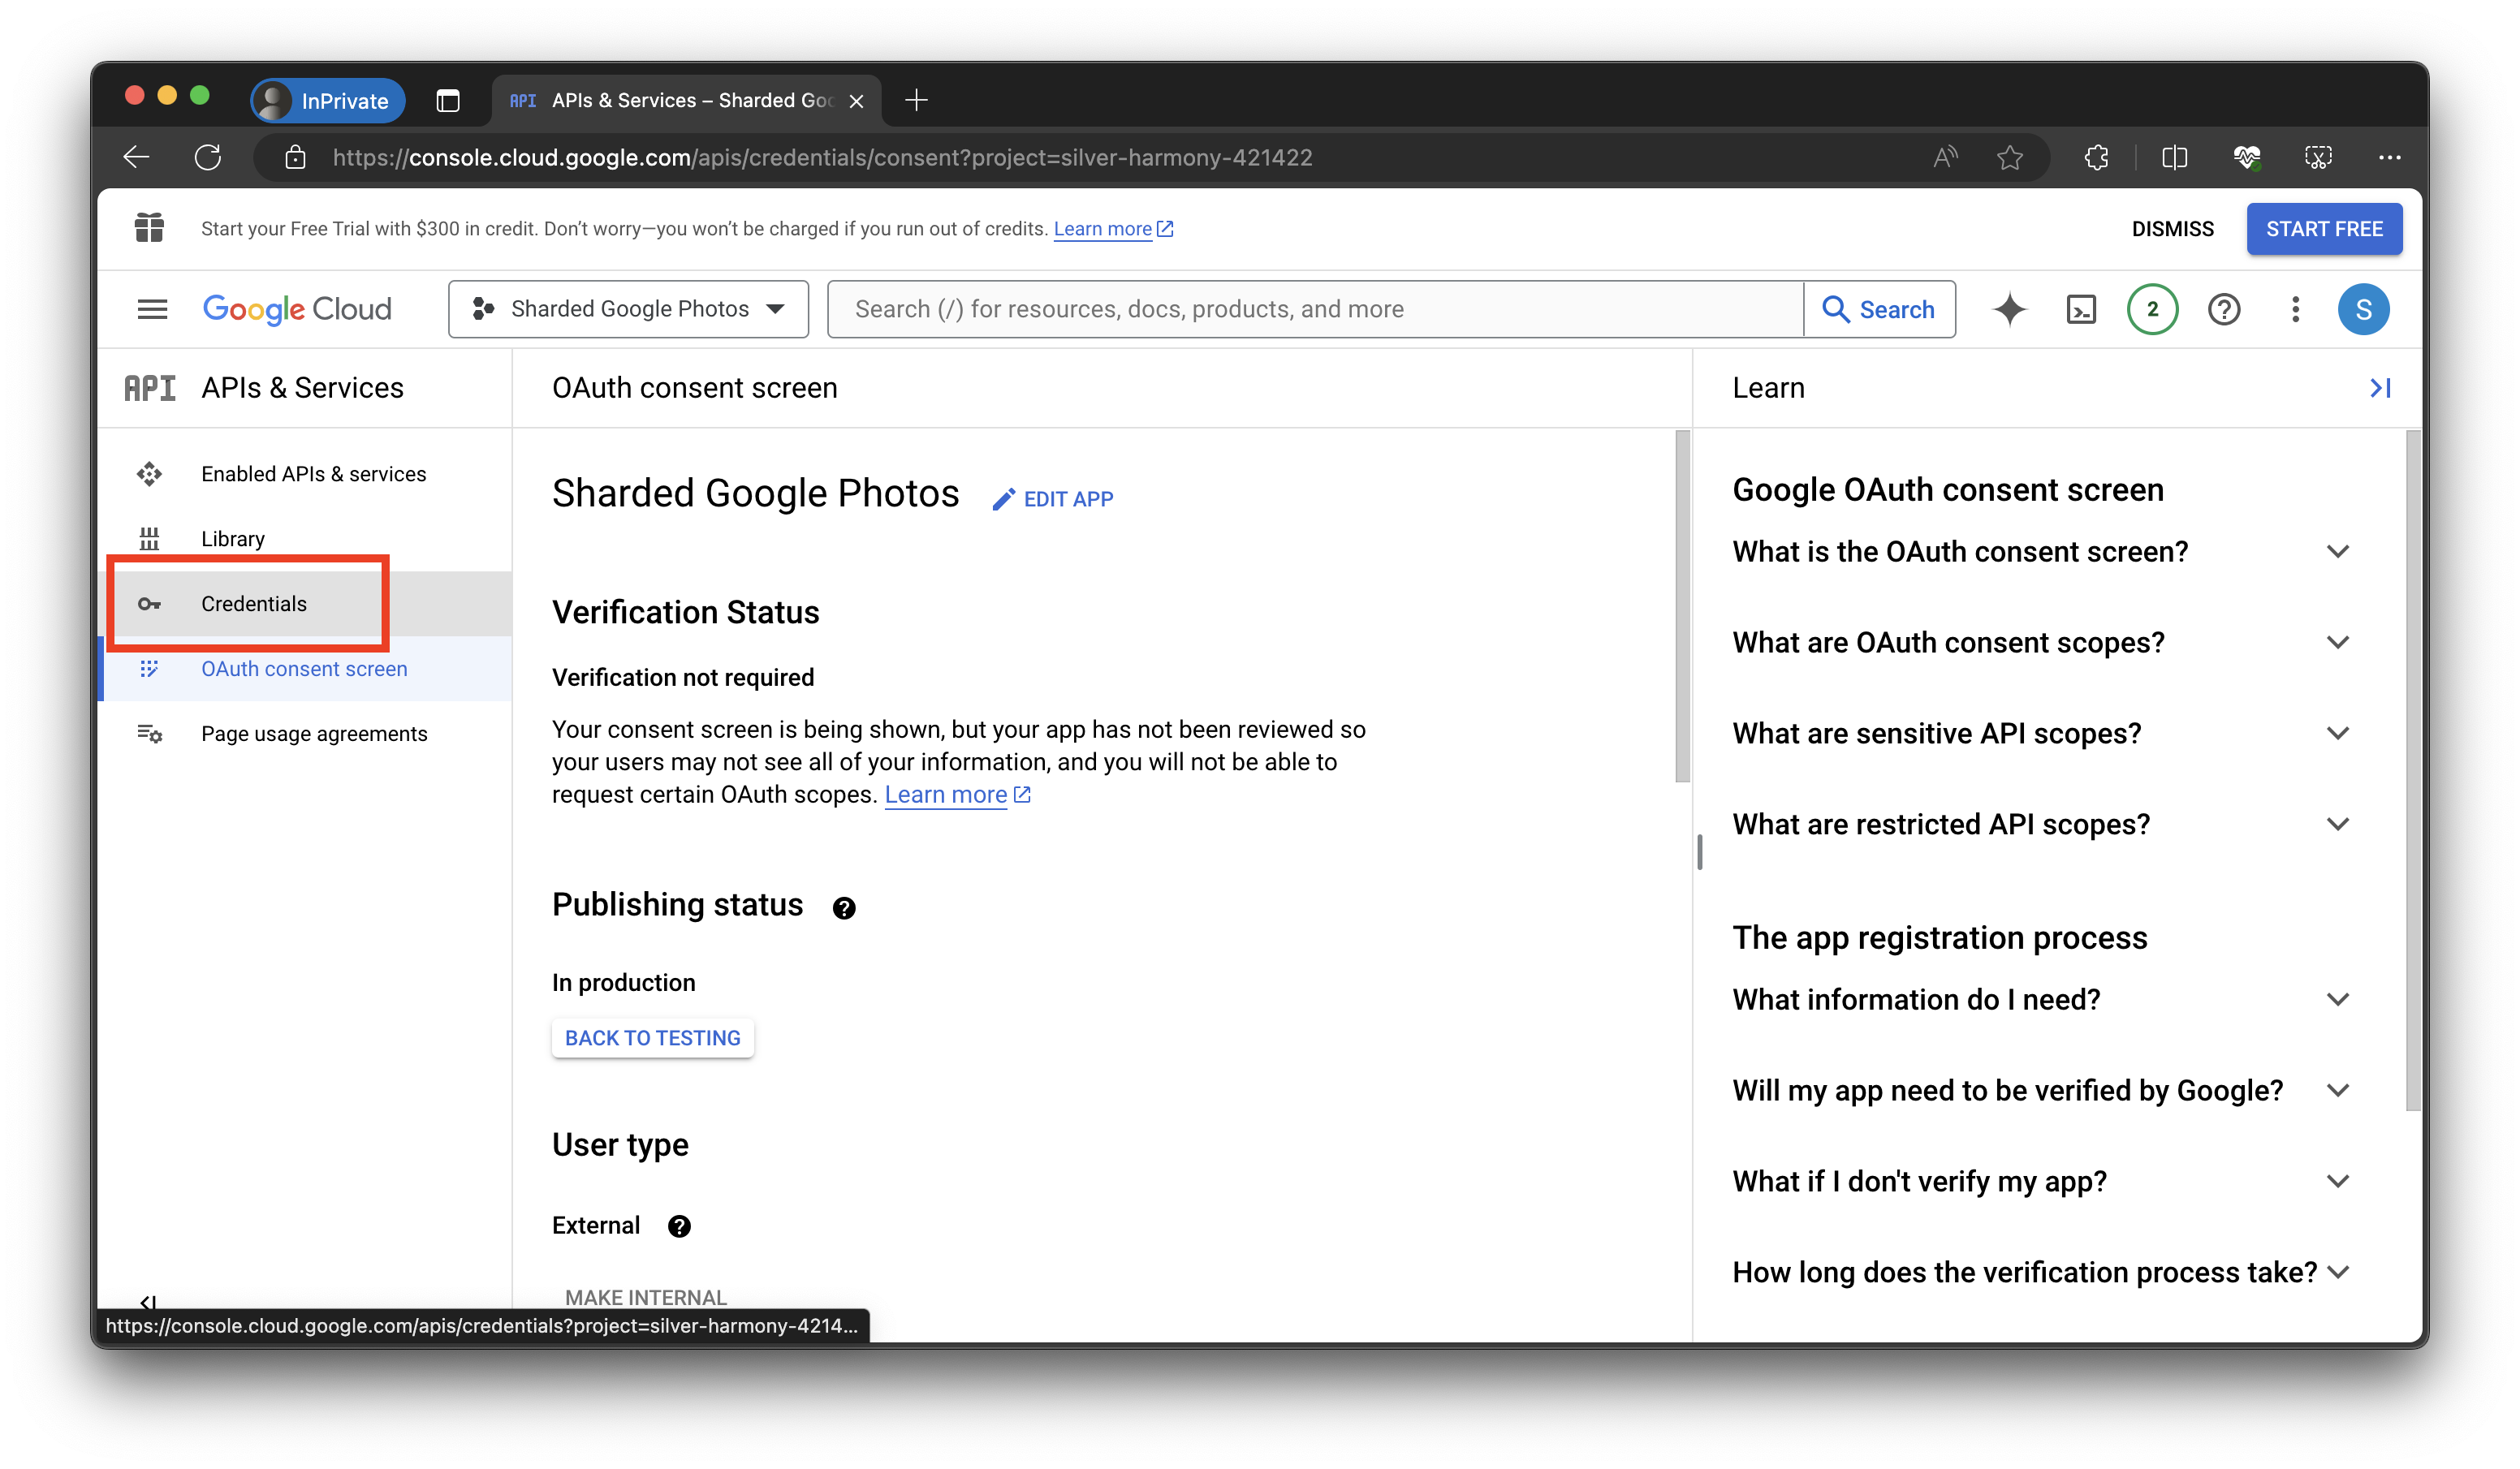 InPrivate
API APIs & Services – Sharded Goo
https://console.cloud.google.com/apis/credentials/consent?project=silver-harmony-421422
Start your Free Trial with $300 in credit. Don’t worry—you won’t be charged if you run out of credits. Learn more
DISMISS
START FREE
Google Cloud
Sharded Google Photos
Search (/) for resources, docs, products, and more
Search
2
S
API APIs & Services
Enabled APIs & services
Library
Credentials
OAuth consent screen
Page usage agreements
OAuth consent screen
Sharded Google Photos
EDIT APP
Verification Status
Verification not required
Your consent screen is being shown, but your app has not been reviewed so
your users may not see all of your information, and you will not be able to
request certain OAuth scopes. Learn more
Publishing status
In production
BACK TO TESTING
User type
External
MAKE INTERNAL
Learn
Google OAuth consent screen
What is the OAuth consent screen?
What are OAuth consent scopes?
What are sensitive API scopes?
What are restricted API scopes?
The app registration process
What information do I need?
Will my app need to be verified by Google?
What if I don't verify my app?
How long does the verification process take?
https://console.cloud.google.com/apis/credentials?project=silver-harmony-4214...